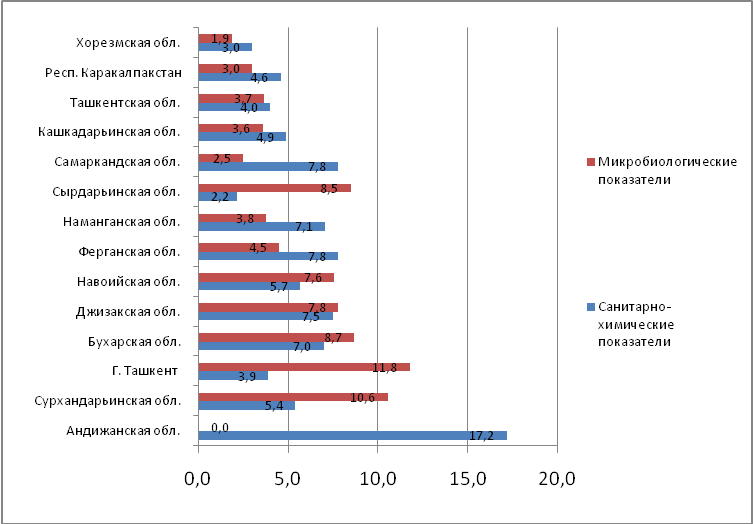 Хорезмская обл.
1,9
3,0
Респ. Каракалпакстан
3,0
4,6
Ташкентская обл.
3,7
4,0
Кашкадарьинская обл.
3,6
4,9
Самаркандская обл.
2,5
7,8
Сырдарьинская обл.
8,5
2,2
Наманганская обл.
3,8
7,1
Ферганская обл.
4,5
7,8
Навоийская обл.
7,6
5,7
Джизакская обл.
7,8
7,5
Бухарская обл.
8,7
7,0
Г. Ташкент
11,8
3,9
Сурхандарьинская обл.
10,6
5,4
Андижанская обл.
0,0
17,2
0,0 5,0 10,0 15,0 20,0
Микробиологические
показатели
Санитарно-
химические
показатели